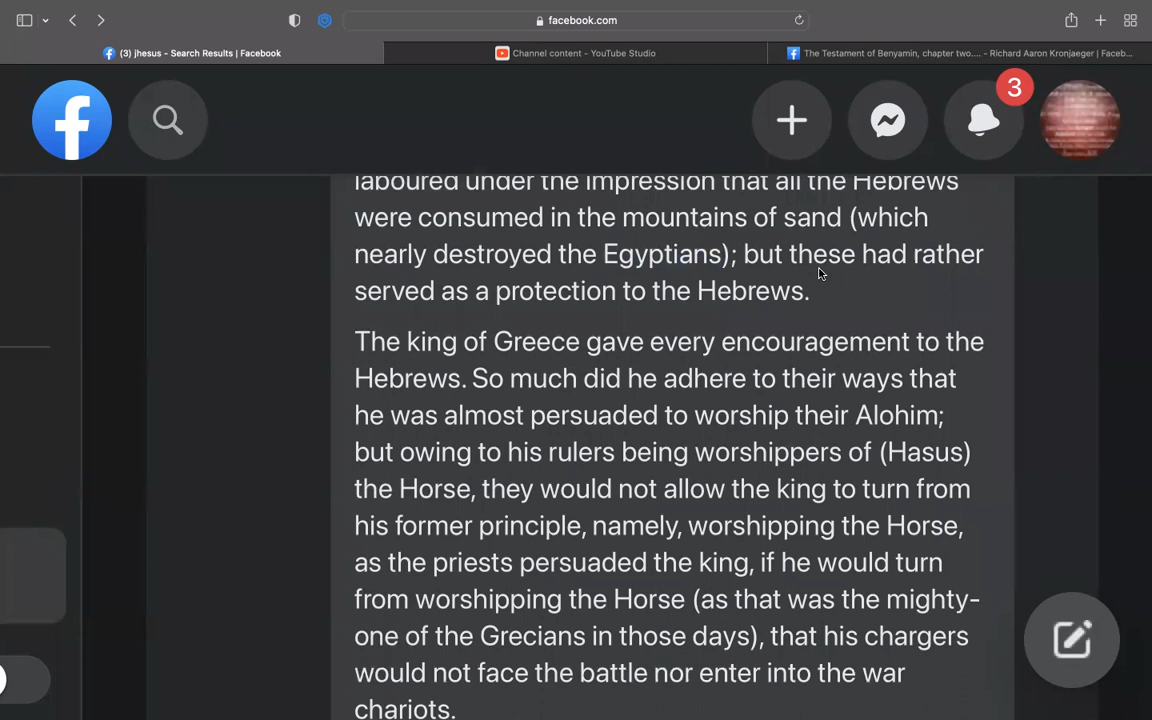 facebook.com
(3) jhesus - Search Results | Facebook
Channel content - YouTube Studio
The Testament of Benyamin, chapter two.... - Richard Aaron Kronjaeger | Faceb...
3
laboured under the impression that all the Hebrews
were consumed in the mountains of sand (which
nearly destroyed the Egyptians); but these had rather
served as a protection to the Hebrews.
The king of Greece gave every encouragement to the
Hebrews. So much did he adhere to their ways that
he was almost persuaded to worship their Alohim;
but owing to his rulers being worshippers of (Hasus)
the Horse, they would not allow the king to turn from
his former principle, namely, worshipping the Horse,
as the priests persuaded the king, if he would turn
from worshipping the Horse (as that was the mighty-
one of the Grecians in those days), that his chargers
would not face the battle nor enter into the war
chariots.